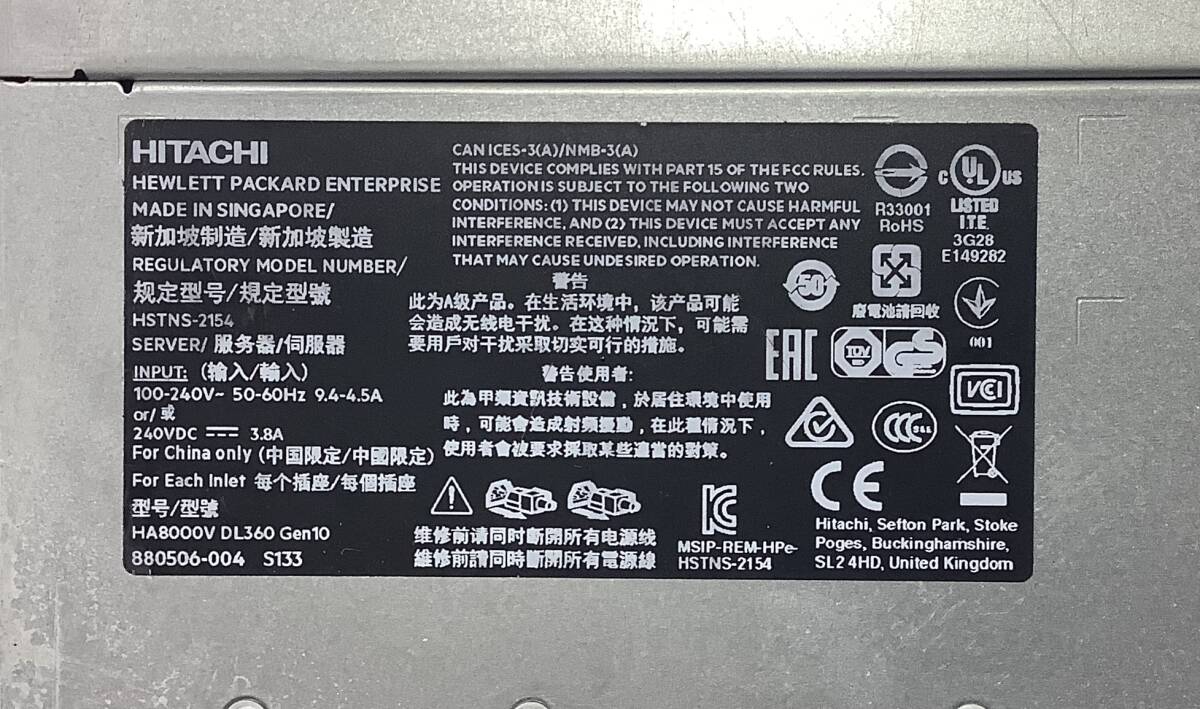 HITACHI
HEWLETT PACKARD ENTERPRISE
MADE IN SINGAPORE/
新加坡制造/新加坡製造
REGULATORY MODEL NUMBER/
规定型号/規定型號
HSTNS-2154
SERVER/ 服务器/伺服器
INPUT: (输入/輸入)
100-240V~ 50-60Hz 9.4-4.5A
or/ 或
240VDC ⎓ 3.8A
For China only (中国限定/中國限定)
For Each Inlet 每个插座/每個插座
型号/型號
HA8000V DL360 Gen10
880506-004 S133
CAN ICES-3(A)/NMB-3(A)
THIS DEVICE COMPLIES WITH PART 15 OF THE FCC RULES.
OPERATION IS SUBJECT TO THE FOLLOWING TWO
CONDITIONS: (1) THIS DEVICE MAY NOT CAUSE HARMFUL
INTERFERENCE, AND (2) THIS DEVICE MUST ACCEPT ANY
INTERFERENCE RECEIVED, INCLUDING INTERFERENCE
THAT MAY CAUSE UNDESIRED OPERATION.
警告
此为A级产品。在生活环境中，该产品可能
会造成无线电干扰。在这种情况下，可能需
要用戶对干扰采取切实可行的措施。
警告使用者:
此為甲類資訊技術設備，於居住環境中使用
時，可能會造成射頻擾動，在此種情況下，
使用者會被要求採取某些適當的對策。
维修前请同时断開所有电源线
維修前請同時斷開所有電源線
R33001
RoHS
C UL US
LISTED
I.T.E.
3G28
E149282
50
廢電池請回收
001
EAC
TÜV
GS
VCI
CCC
CE
KC
MSIP-REM-HPe-
HSTNS-2154
Hitachi, Sefton Park, Stoke
Poges, Buckinghamshire,
SL2 4HD, United Kingdom